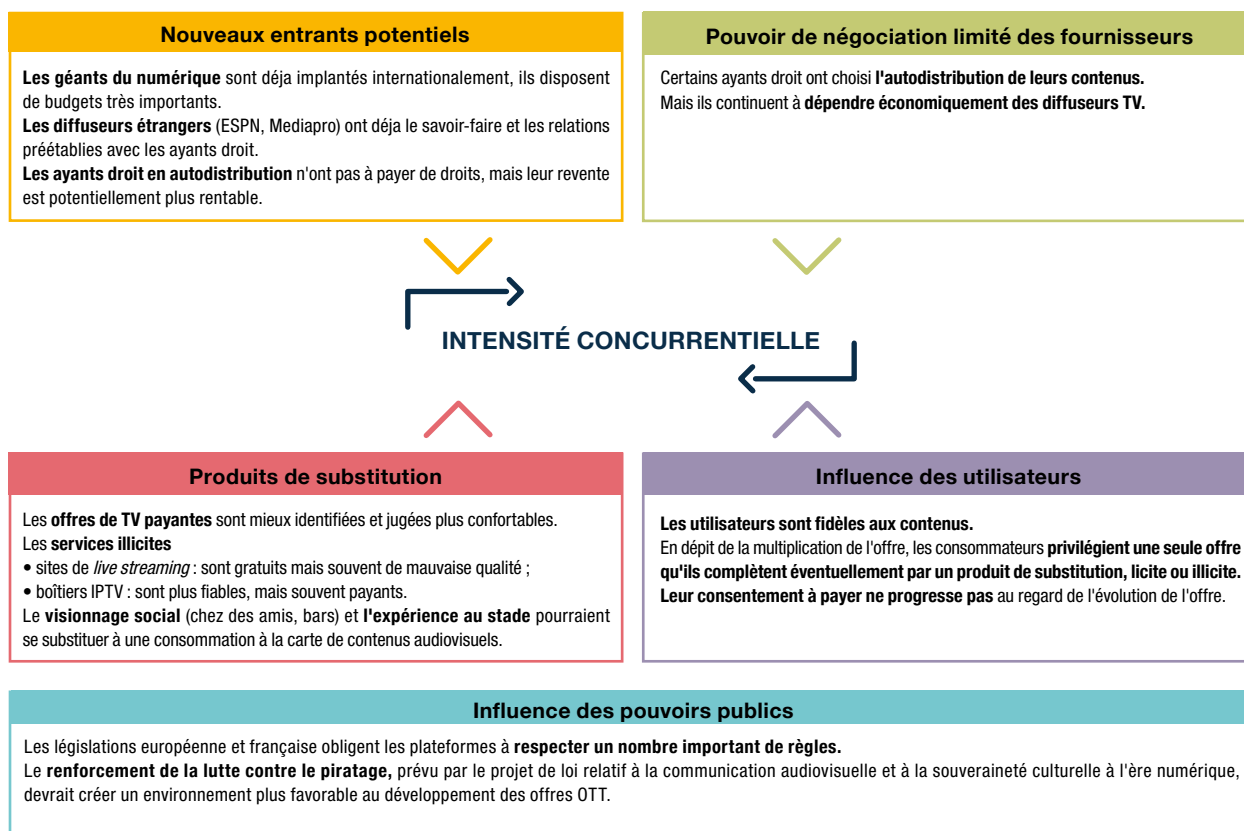 Nouveaux entrants potentiels
Les géants du numérique sont déja implantés internationalement, ils disposent
de budgets très importants.
Les diffuseurs étrangers (ESPN, Mediapro) ont déja le savoir-faire et les relations
préétablies avec les ayants droit.
Les ayants droit en autodistribution n'ont pas à payer de droits, mais leur revente
est potentiellement plus rentable.
Pouvoir de négociation limité des fournisseurs
Certains ayants droit ont choisi l'autodistribution de leurs contenus.
Mais ils continuent à dépendre économiquement des diffuseurs TV.
INTENSITÉ CONCURRENTIELLE
Produits de substitution
Les offres de TV payantes sont mieux identifiées et jugées plus confortables.
Les services illicites
• sites de live streaming : sont gratuits mais souvent de mauvaise qualité ;
• boîtiers IPTV : sont plus fiables, mais souvent payants.
Le visionnage social (chez des amis, bars) et l'expérience au stade pourraient
se substituer à une consommation à la carte de contenus audiovisuels.
Influence des utilisateurs
Les utilisateurs sont fidèles aux contenus.
En dépit de la multiplication de l'offre, les consommateurs privilégient une seule offre
qu'ils complètent éventuellement par un produit de substitution, licite ou illicite.
Leur consentement à payer ne progresse pas au regard de l'évolution de l'offre.
Influence des pouvoirs publics
Les législations européenne et française obligent les plateformes à respecter un nombre important de règles.
Le renforcement de la lutte contre le piratage, prévu par le projet de loi relatif à la communication audiovisuelle et à la souveraineté culturelle à l'ère numérique,
devrait créer un environnement plus favorable au développement des offres OTT.